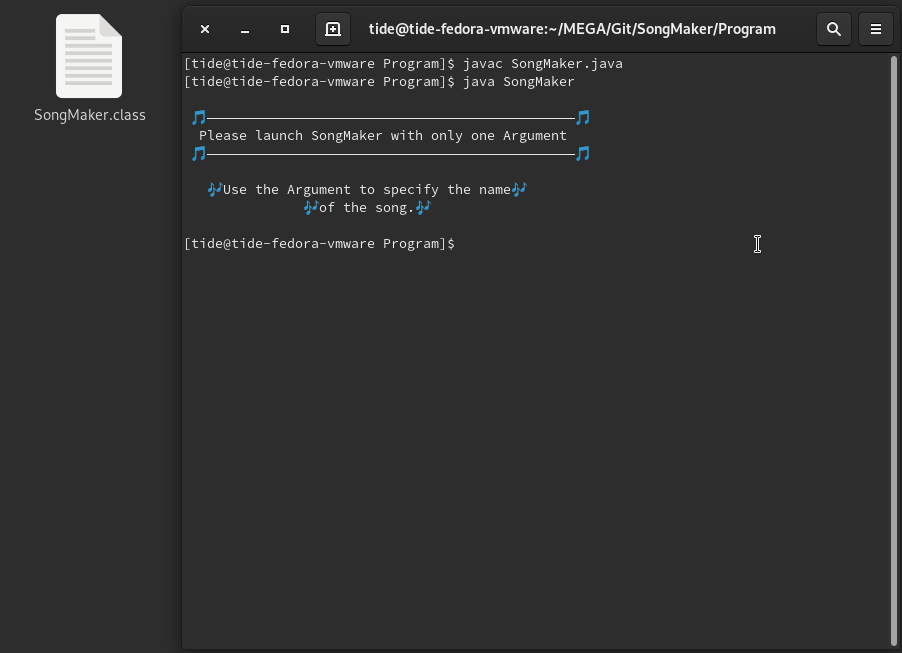 SongMaker.class
tide@tide-fedora-vmware:~/MEGA/Git/SongMaker/Program
[tide@tide-fedora-vmware Program]$ javac SongMaker.java
[tide@tide-fedora-vmware Program]$ java SongMaker
🎵───────────────────────🎵
Please launch SongMaker with only one Argument
🎵───────────────────────🎵
🎶Use the Argument to specify the name🎶
🎶of the song.🎶
[tide@tide-fedora-vmware Program]$